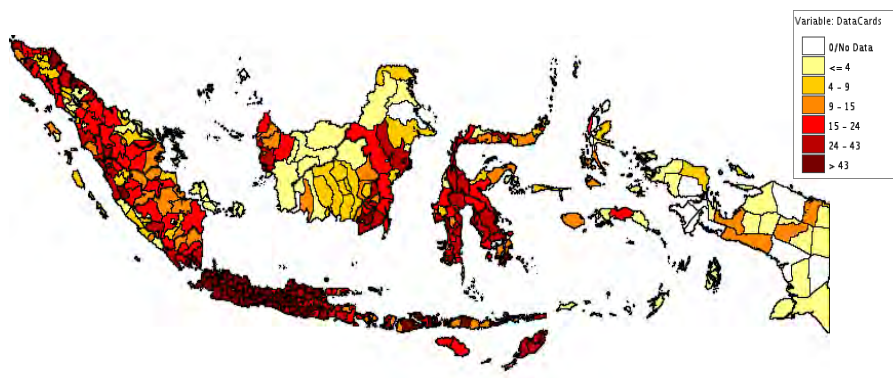 Variable: DataCards
0/No Data
<= 4
4 - 9
9 - 15
15 - 24
24 - 43
> 43